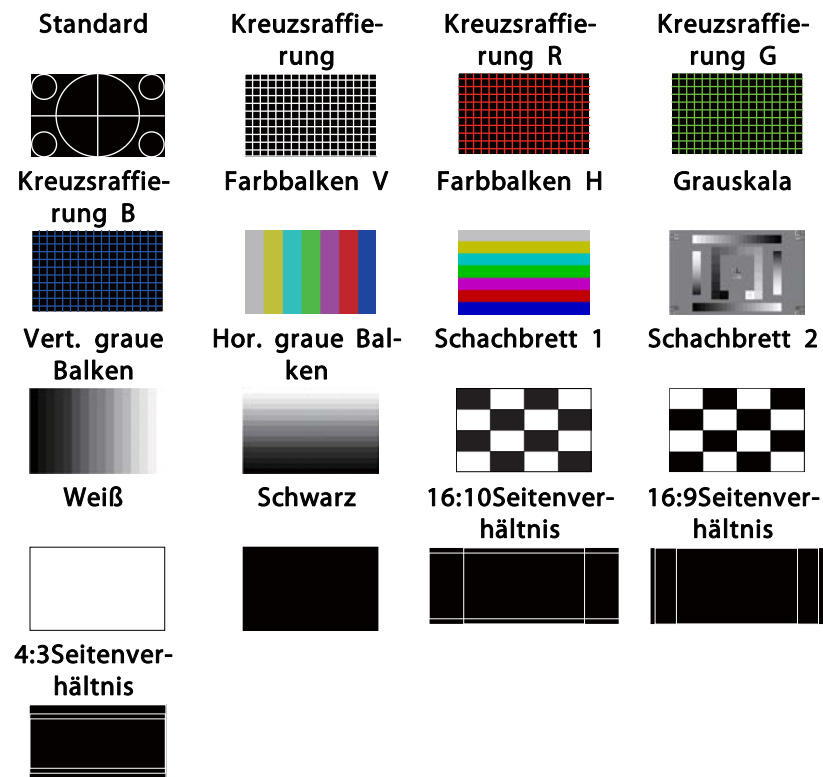 Standard
Kreuzsraffie-
rung
Kreuzsraffie-
rung R
Kreuzsraffie-
rung G
Kreuzsraffie-
rung B
Farbbalken V
Farbbalken H
Grauskala
Vert. graue
Balken
Hor. graue Bal-
ken
Schachbrett 1
Schachbrett 2
Weiß
Schwarz
16:10Seitenver-
hältnis
16:9Seitenver-
hältnis
4:3Seitenver-
hältnis